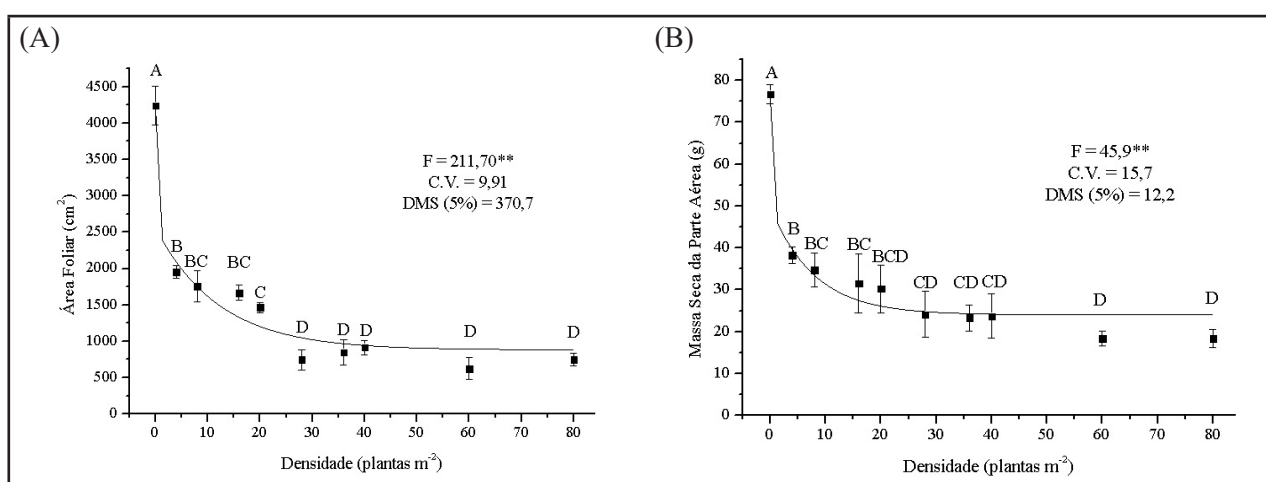 (A)
Área Foliar (cm²)
4500
4000
3500
3000
2500
2000
1500
1000
500
0
A
B
BC
BC
C
D
D
D
D
D
F = 211,70**
C.V. = 9,91
DMS (5%) = 370,7
0 10 20 30 40 50 60 70 80
Densidade (plantas m⁻²)
(B)
Massa Seca da Parte Aérea (g)
80
70
60
50
40
30
20
10
0
A
B
BC
BC
BCD
CD
CD
CD
D
D
F = 45,9**
C.V. = 15,7
DMS (5%) = 12,2
0 10 20 30 40 50 60 70 80
Densidade (plantas m⁻²)